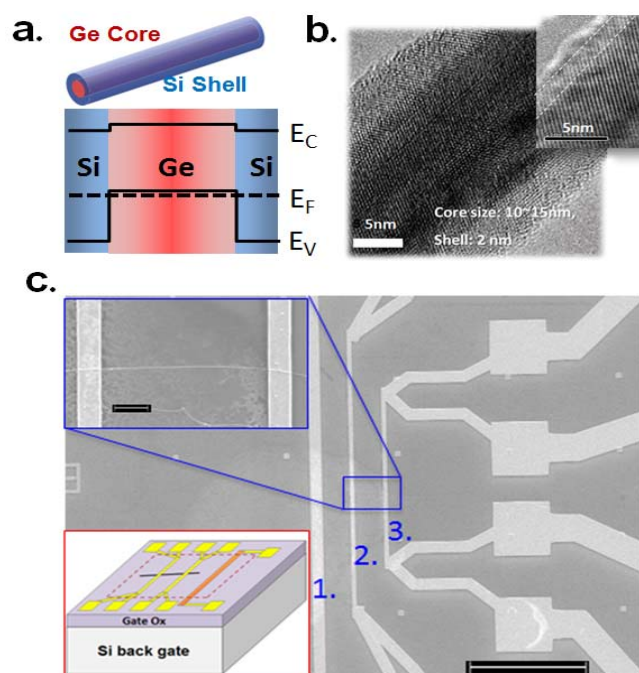 a.
Ge Core
Si Shell
Si
Ge
Si
E_C
E_F
E_V
b.
5nm
5nm
Core size: 10~15nm,
Shell: 2 nm
c.
1.
2.
3.
Gate Ox
Si back gate